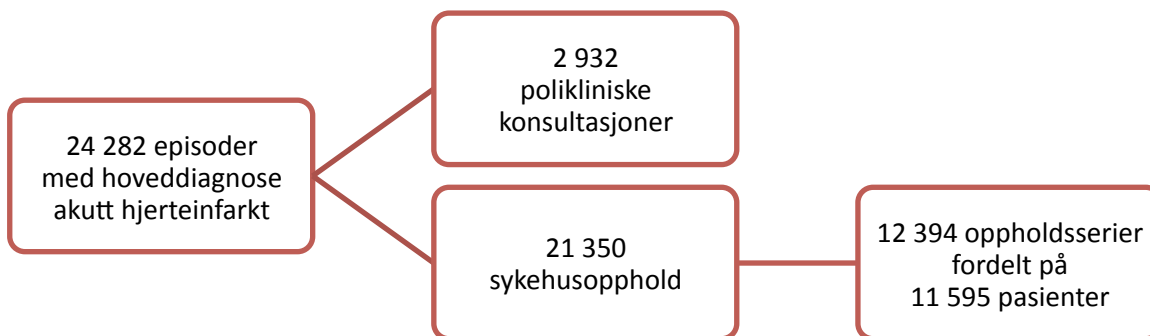 24 282 episoder
med hoveddiagnose
akutt hjerteinfarkt
2 932
polikliniske
konsultasjoner
21 350
sykehusopphold
12 394 oppholdsserier
fordelt på
11 595 pasienter